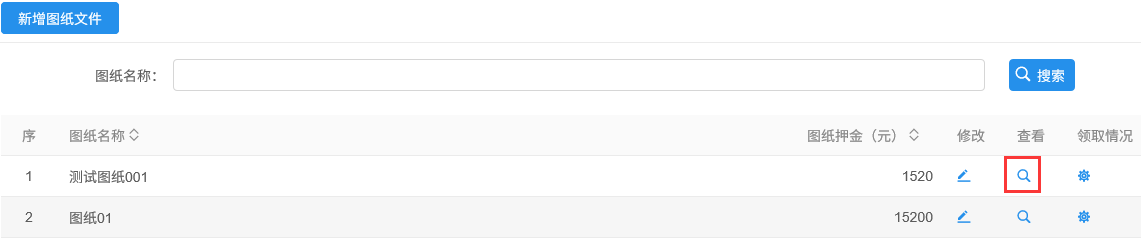 新增图纸文件
图纸名称：
搜索
序 图纸名称 图纸押金（元） 修改 查看 领取情况
1 测试图纸001 1520
2 图纸01 15200